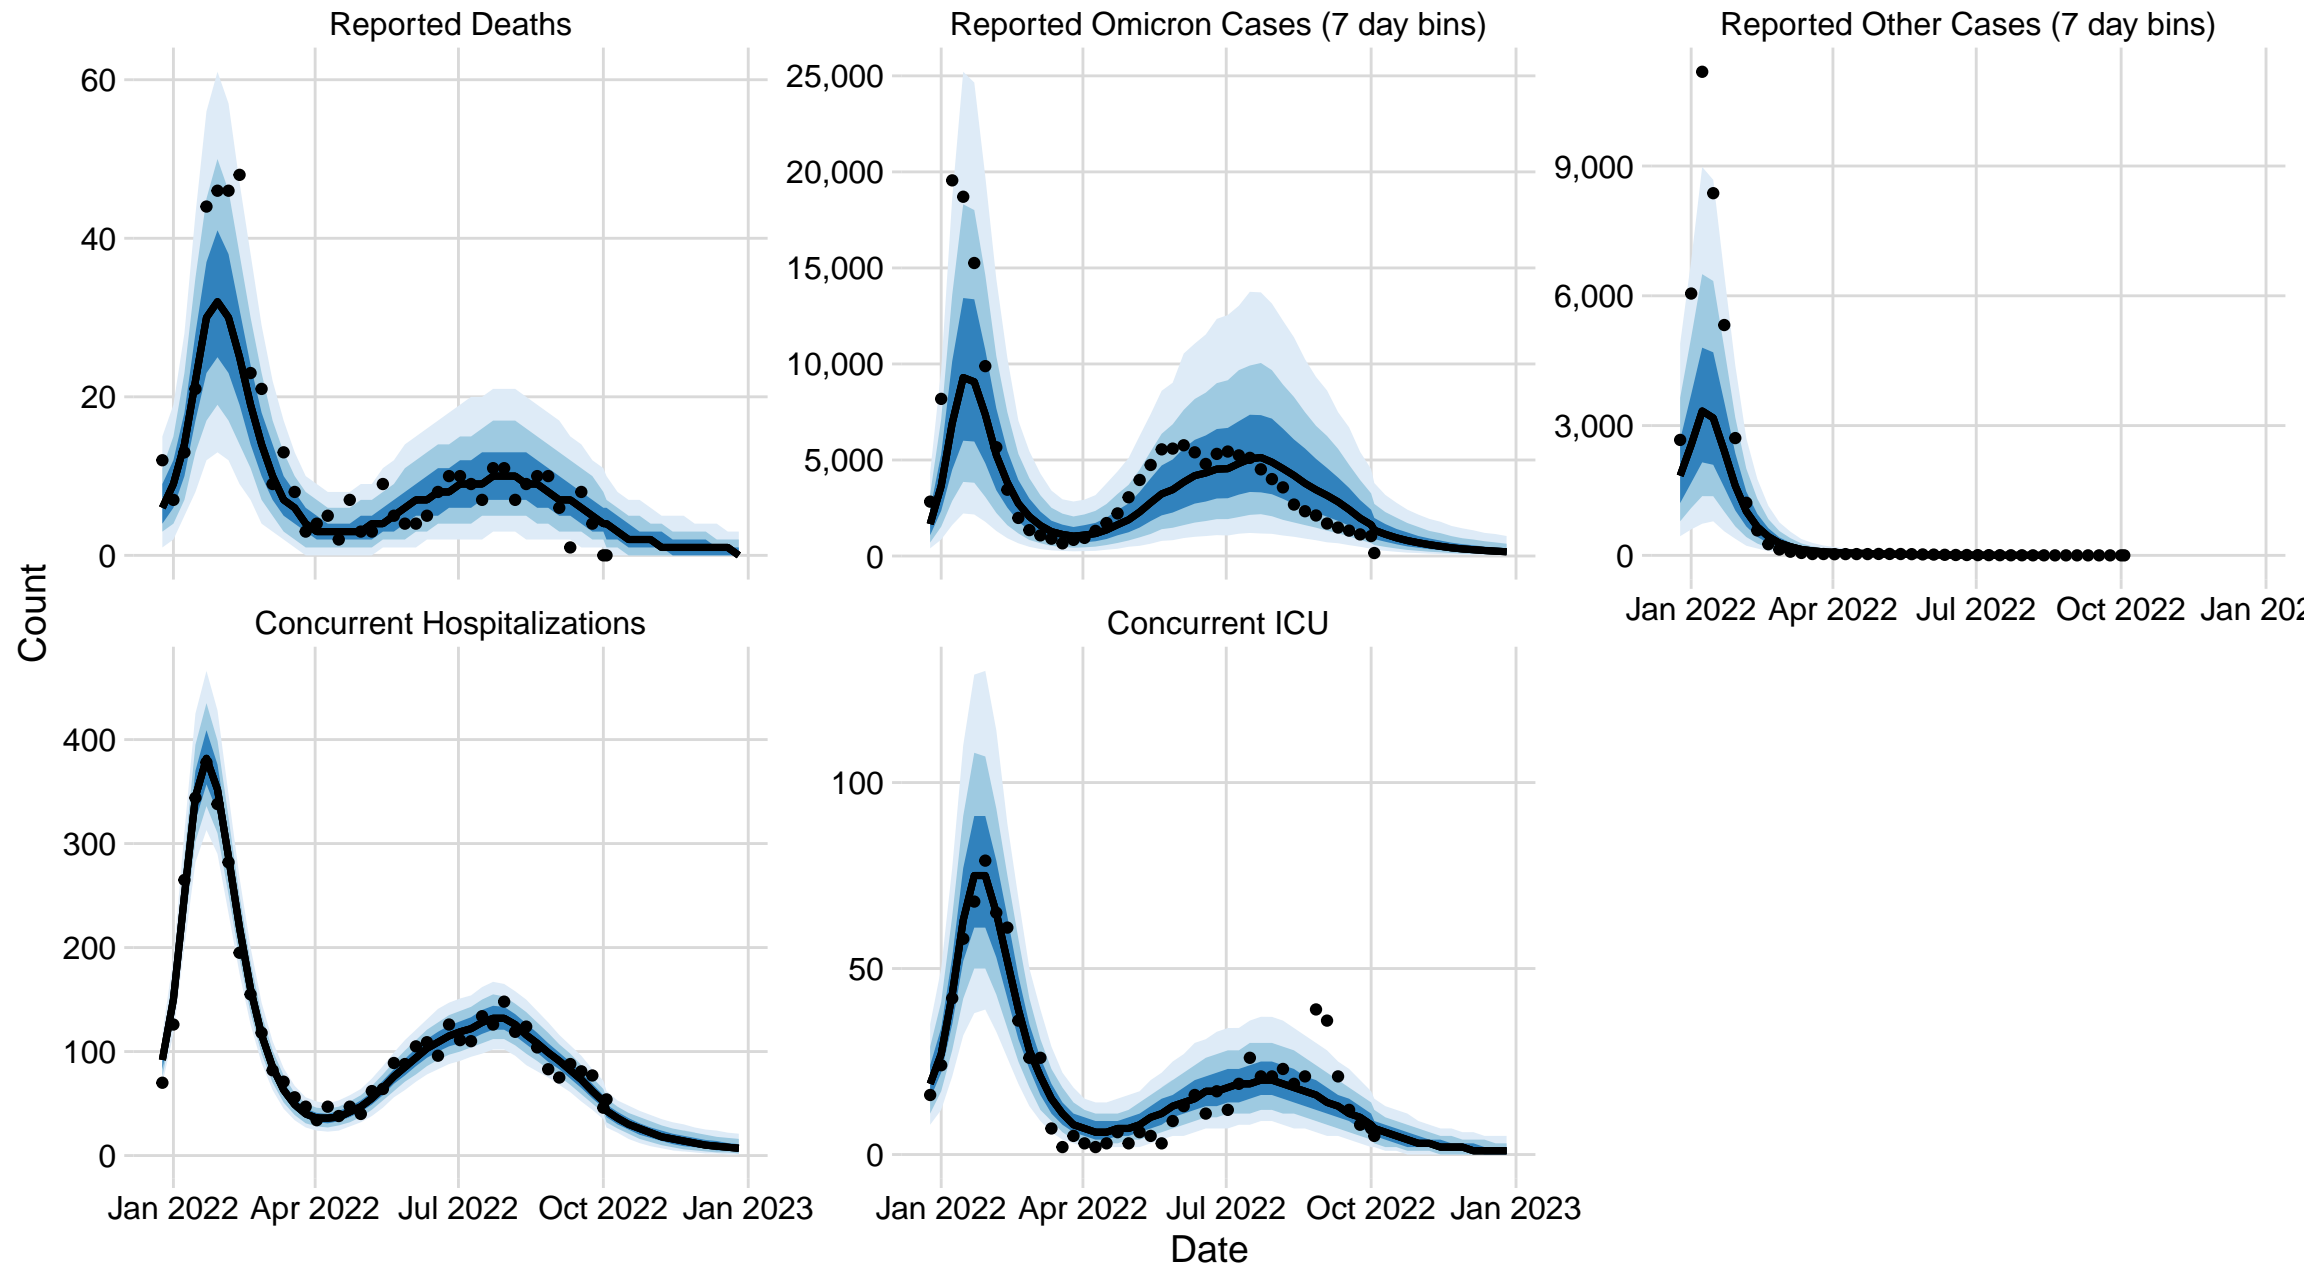 Reported Deaths
Reported Omicron Cases (7 day bins)
Reported Other Cases (7 day bins)
60
40
20
0
25,000
20,000
15,000
10,000
5,000
0
9,000
6,000
3,000
0
Jan 2022 Apr 2022 Jul 2022 Oct 2022 Jan 202
Count
Concurrent Hospitalizations
Concurrent ICU
400
300
200
100
0
100
50
0
Jan 2022 Apr 2022 Jul 2022 Oct 2022 Jan 2023
Jan 2022 Apr 2022 Jul 2022 Oct 2022 Jan 2023
Date